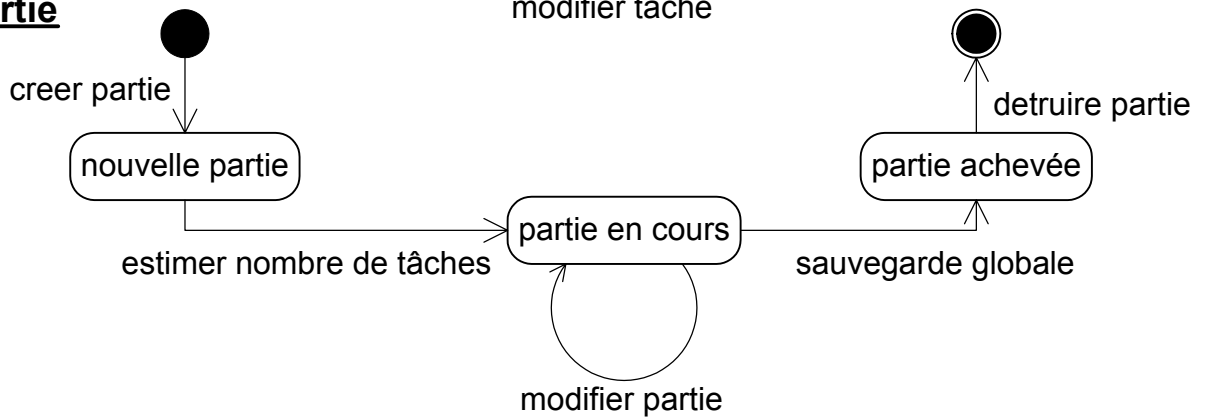 rtie
modifier tâche
creer partie
detruire partie
nouvelle partie
partie achevée
partie en cours
estimer nombre de tâches
sauvegarde globale
modifier partie